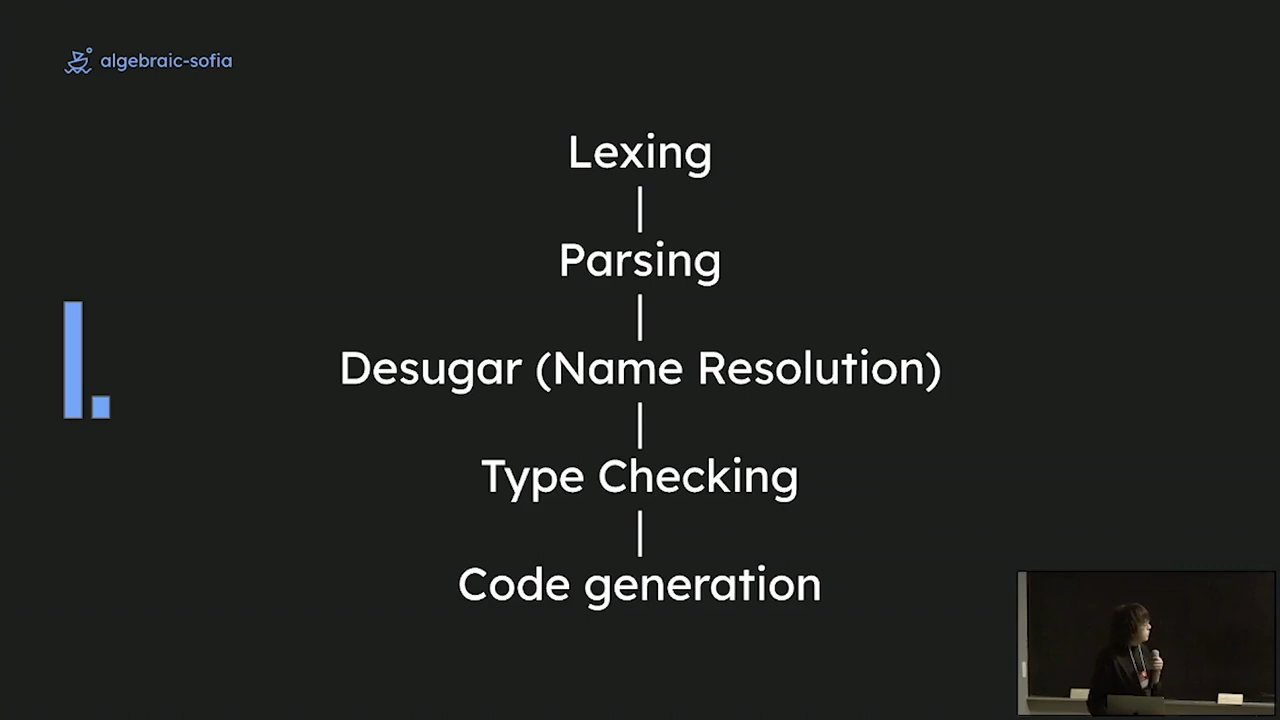 algebraic-sofia
Lexing
Parsing
Desugar (Name Resolution)
I.
Type Checking
Code generation